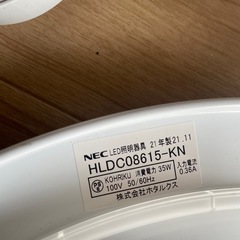 NEC LED照明器具 21年製 21.11
HLDC08615-KN
PSE KOHRIKU 消費電力 35W 入力電流
100V 50/60Hz 0.36A
株式会社ホタルクス